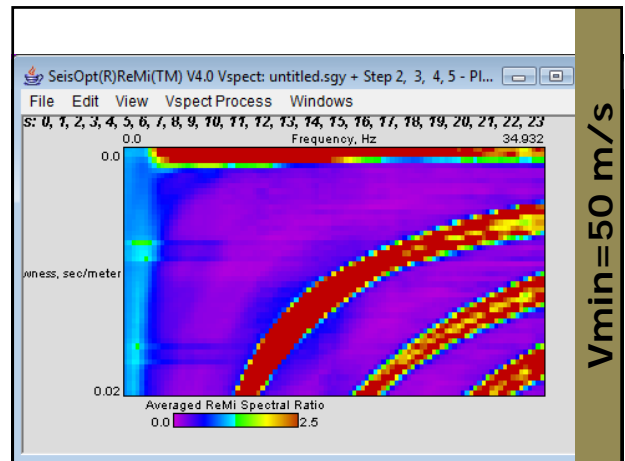 SeisOpt(R)ReMi(TM) V4.0 Vspect: untitled.sgy + Step 2, 3, 4, 5 - Pl...
File Edit View Vspect Process Windows
s: 0, 1, 2, 3, 4, 5, 6, 7, 8, 9, 10, 11, 12, 13, 14, 15, 16, 17, 18, 19, 20, 21, 22, 23
0.0 Frequency, Hz 34.932
0.0
wness, sec/meter
0.02
Averaged ReMi Spectral Ratio
0.0 2.5
Vmin=50 m/s